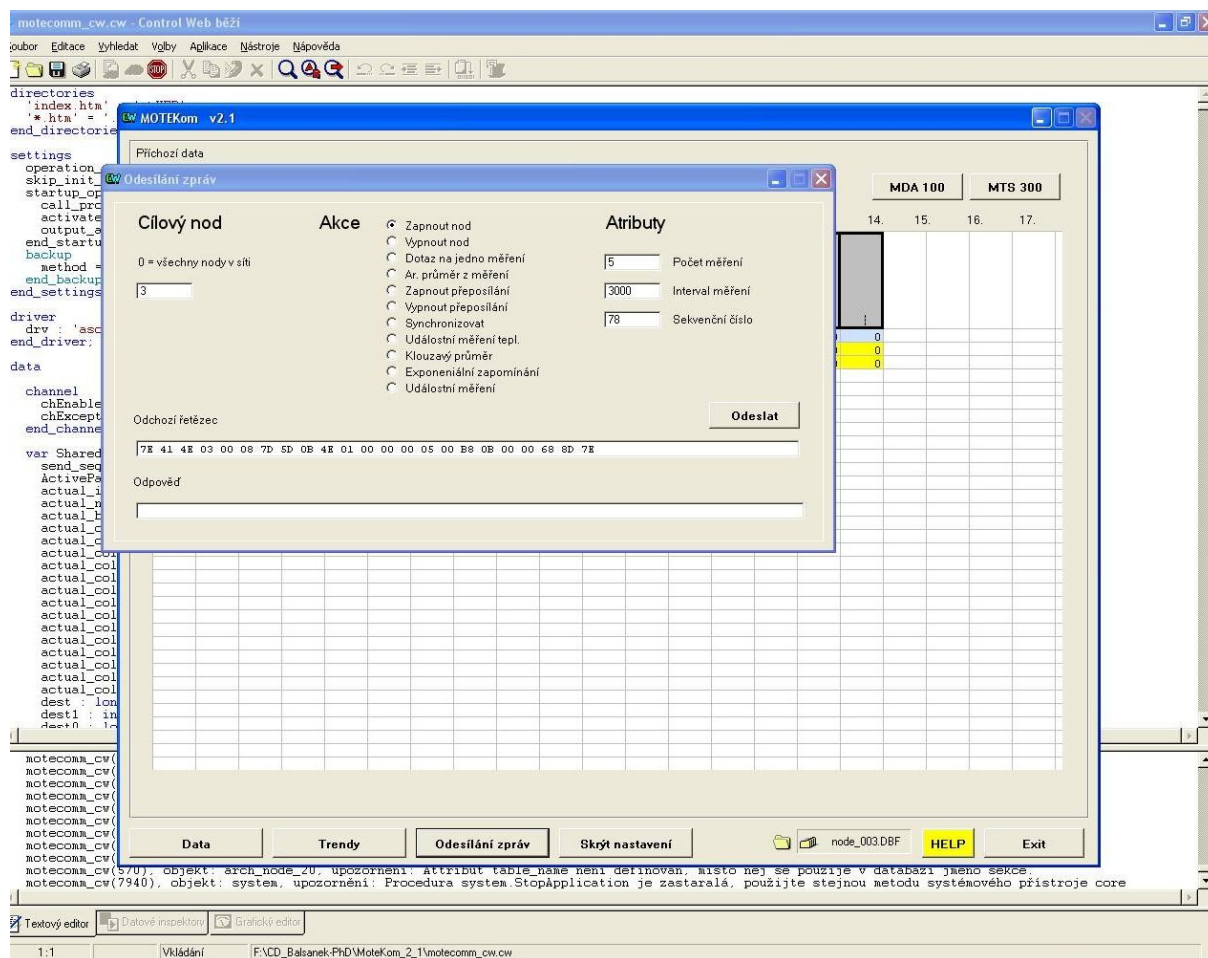 motecomm_cw.cw - Control Web běží
oubor Editace Vyhledat Volby Aplikace Nástroje Nápověda
STOP
directories
'index.htm'
'*.htm' = '.
end_directorie
settings
operation_
skip_init_
startup_op
call_pro
activate
output_a
end_startu
backup
method =
end_backup
end_settings
driver
drv : 'asc
end_driver;
data
channel
chEnable
chExcept
end_channe
var Shared
send_seq
ActivePa
actual_i
actual_n
actual_b
actual_c
actual_c
actual_col
actual_col
actual_col
actual_col
actual_col
actual_col
actual_col
actual_col
actual_col
actual_col
actual_col
actual_col
dest : lon
dest1 : in
dest0 : lo
MOTEKom v2.1
Příchozí data
MDA 100 MTS 300
14. 15. 16. 17.
0
0
0
Odesílání zpráv
Cílový nod
0 = všechny nody v síti
3
Akce
Zapnout nod
Vypnout nod
Dotaz na jedno měření
Ar. průměr z měření
Zapnout přeposílání
Vypnout přeposílání
Synchronizovat
Událostní měření tepl.
Klouzavý průměr
Exponeniální zapomínání
Událostní měření
Atributy
5 Počet měření
3000 Interval měření
78 Sekvenční číslo
Odeslat
Odchozí řetězec
7E 41 4E 03 00 08 7D 5D 0B 4E 01 00 00 00 05 00 B8 0B 00 00 68 8D 7E
Odpověď
Data Trendy Odesílání zpráv Skrýt nastavení node_003.DBF HELP Exit
motecomm_cw(
motecomm_cw(
motecomm_cw(
motecomm_cw(
motecomm_cw(
motecomm_cw(
motecomm_cw(
motecomm_cw(
motecomm_cw(
motecomm_cw(570), objekt: arch_node_20, upozornění: Attribut table_name není definován, místo něj se použije v databázi jméno sekce.
motecomm_cw(7940), objekt: system, upozornění: Procedura system.StopApplication je zastaralá, použijte stejnou metodu systémového přístroje core
Textový editor Datové inspektory Grafický editor
1:1 Vkládání F:\CD_Balsanek-PhD\MoteKom_2_1\motecomm_cw.cw